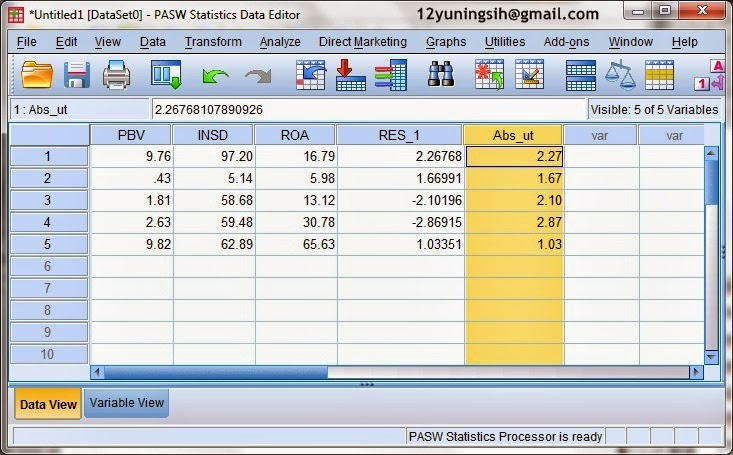 *Untitled1 [DataSet0] - PASW Statistics Data Editor 12yuningsih@gmail.com
File Edit View Data Transform Analyze Direct Marketing Graphs Utilities Add-ons Window Help
A
1
1 : Abs_ut 2.26768107890926 Visible: 5 of 5 Variables
PBV INSD ROA RES_1 Abs_ut var var
1 9.76 97.20 16.79 2.26768 2.27
2 .43 5.14 5.98 1.66991 1.67
3 1.81 58.68 13.12 -2.10196 2.10
4 2.63 59.48 30.78 -2.86915 2.87
5 9.82 62.89 65.63 1.03351 1.03
6
7
8
9
10
Data View Variable View
PASW Statistics Processor is ready